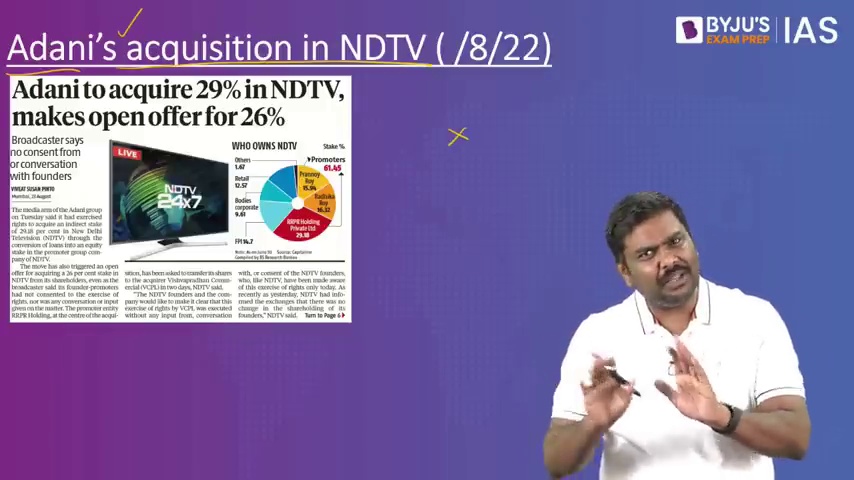 Adani's acquisition in NDTV ( /8/22)
BYJU'S
EXAM PREP
IAS
Adani to acquire 29% in NDTV,
makes open offer for 26%
Broadcaster says
no consent from
or conversation
with founders
VIVEAT SUSAN PINTO
Mumbai, 23 August
The media arm of the Adani group
on Tuesday said it had exercised
rights to acquire an indirect stake
of 29.18 per cent in New Delhi
Television (NDTV) through the
conversion of loans into an equity
stake in the promoter group com-
pany of NDTV.
The move has also triggered an open
offer for acquiring a 26 per cent stake in
NDTV from its shareholders, even as the
broadcaster said its founder-promoters
had not consented to the exercise of
rights, nor was any conversation or input
given on the matter. The promoter entity
RRPR Holding, at the centre of the acqui-
LIVE
NDTV
24x7
WHO OWNS NDTV
Stake %
Others
1.67
Retail
12.57
Bodies
corporate
9.61
FPI 14.7
Promoters
61.45
Prannoy
Roy
15.94
Radhika
Roy
16.32
RRPR Holding
Private Ltd
29.18
Compiled by BS Research Bureau
sition, has been asked to transfer its shares
to the acquirer Vishvapradhan Comm-
ercial (VCPL) in two days, NDTV said.
"The NDTV founders and the com-
pany would like to make it clear that this
exercise of rights by VCPL was executed
without any input from, conversation
with, or consent of the NDTV founders,
who, like NDTV, have been made aware
of this exercise of rights only today. As
recently as yesterday, NDTV had infor-
med the exchanges that there was no
change in the shareholding of its
founders," NDTV said.
Turn to Page 6